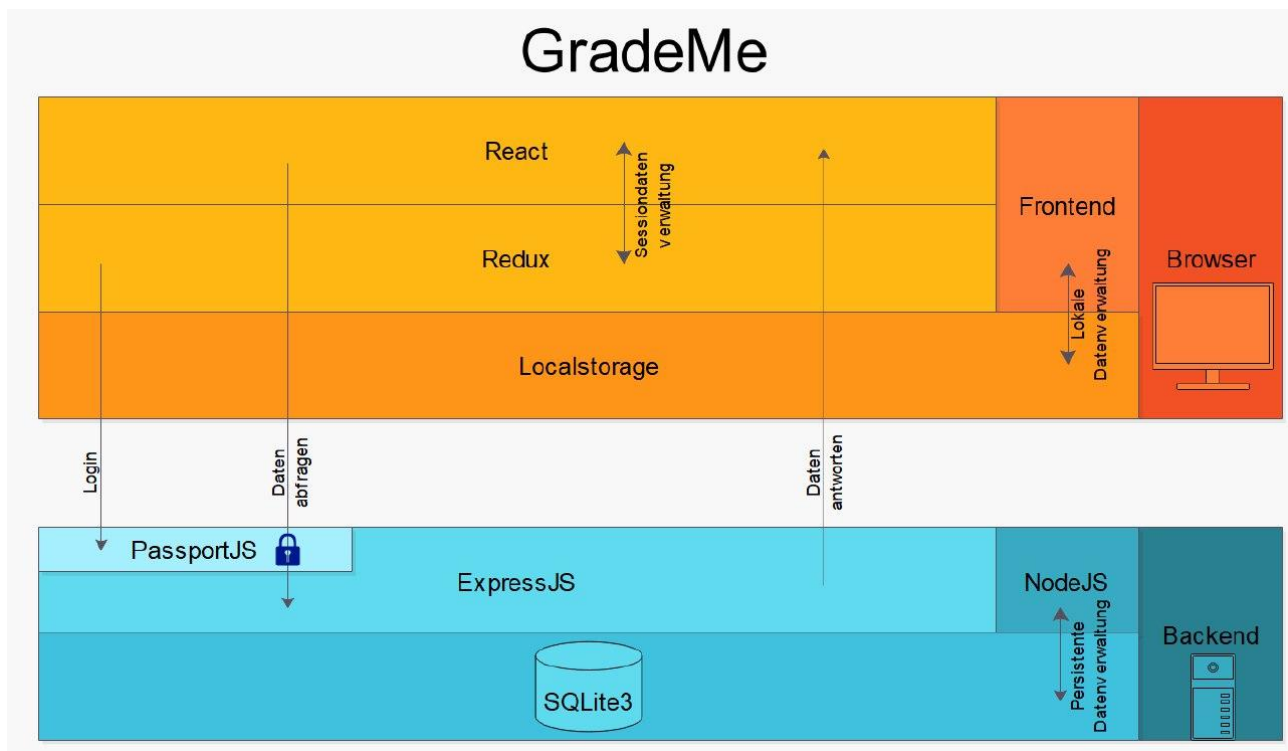 GradeMe
React
Sessiondaten
verwaltung
Frontend
Redux
Browser
Lokale
Datenverwaltung
Localstorage
Login
Daten
abfragen
Daten
antworten
PassportJS
ExpressJS
NodeJS
Persistente
Datenverwaltung
Backend
SQLite3